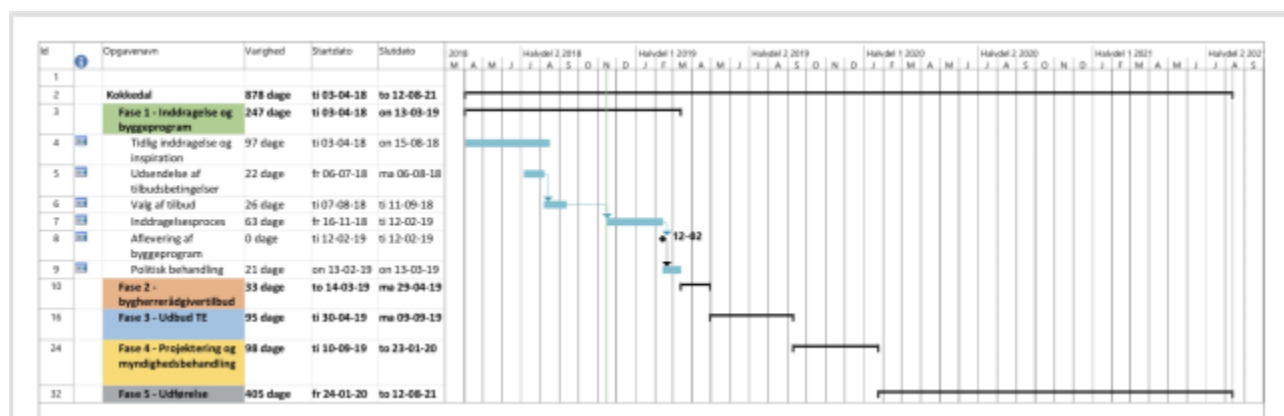 Id Opgavenavn Varighed Startdato Slutdato 2018 Halvdel 2 2018 Halvdel 1 2019 Halvdel 2 2019 Halvdel 1 2020 Halvdel 2 2020 Halvdel 1 2021 Halvdel 2 202
M A M J J A S O N D J F M A M J J A S O N D J F M A M J J A S O N D J F M A M J J A S
1
2 Kokkedal 878 dage ti 03-04-18 to 12-08-21
3 Fase 1 - Inddragelse og 247 dage ti 03-04-18 on 13-03-19
byggeprogram
4 Tidlig inddragelse og 97 dage ti 03-04-18 on 15-08-18
inspiration
5 Udsendelse af 22 dage fr 06-07-18 ma 06-08-18
tilbudsbetingelser
6 Valg af tilbud 26 dage ti 07-08-18 ti 11-09-18
7 Inddragelsesproces 63 dage fr 16-11-18 ti 12-02-19
8 Aflevering af 0 dage ti 12-02-19 ti 12-02-19 12-02
byggeprogram
9 Politisk behandling 21 dage on 13-02-19 on 13-03-19
10 Fase 2 - 33 dage to 14-03-19 ma 29-04-19
bygherrerådgivertilbud
16 Fase 3 - Udbud TE 95 dage ti 30-04-19 ma 09-09-19
24 Fase 4 - Projektering og 98 dage ti 10-09-19 to 23-01-20
myndighedsbehandling
32 Fase 5 - Udførelse 405 dage fr 24-01-20 to 12-08-21